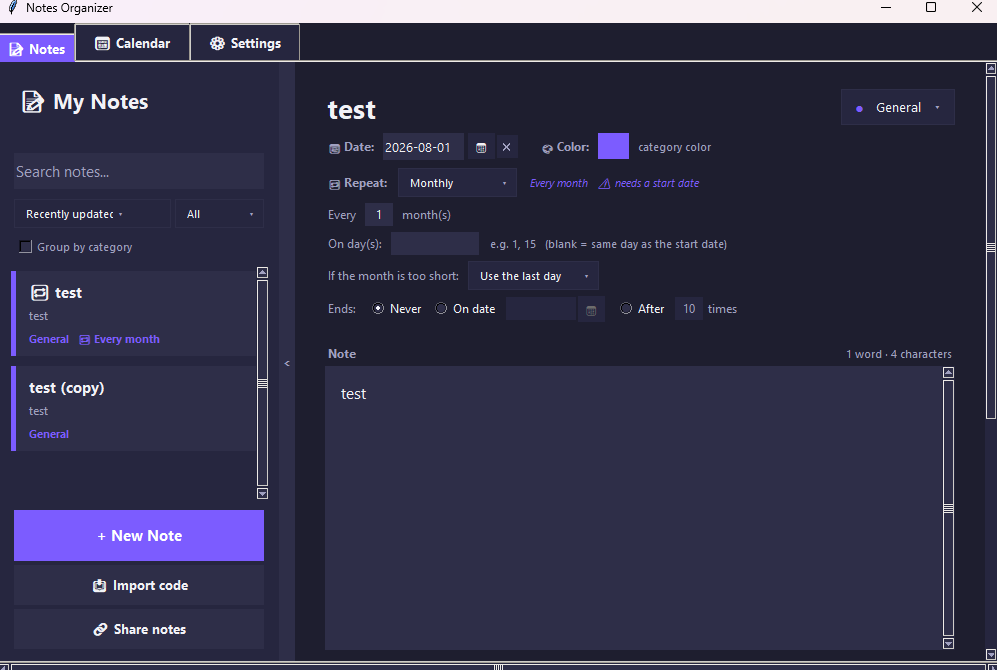 Notes Organizer
Notes
Calendar
Settings
My Notes
Search notes...
Recently updated
All
Group by category
test
test
General Every month
test (copy)
test
General
+ New Note
Import code
Share notes
<
test
General
Date: 2026-08-01 Color: category color
Repeat: Monthly Every month ⚠ needs a start date
Every 1 month(s)
On day(s): e.g. 1, 15 (blank = same day as the start date)
If the month is too short: Use the last day
Ends: Never On date After 10 times
Note 1 word · 4 characters
test